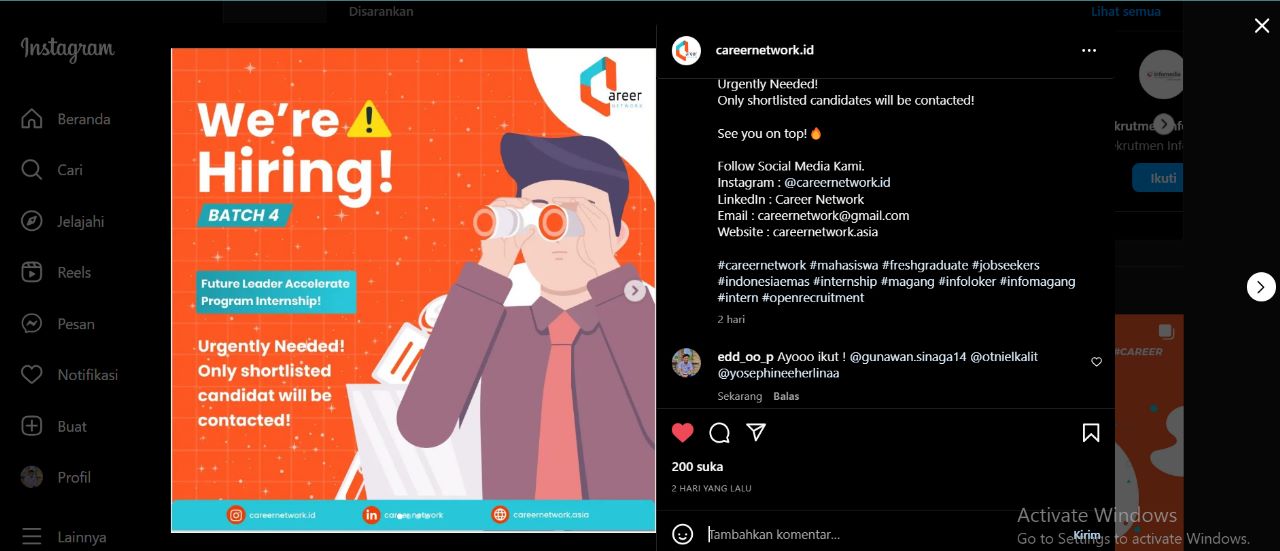 Disarankan
Lihat semua
Instagram
Beranda
Cari
Jelajahi
Reels
Pesan
Notifikasi
Buat
Profil
Lainnya
areer
NETWORK
We're
Hiring!
BATCH 4
Future Leader Accelerate
Program Internship!
Urgently Needed!
Only shortlisted
candidat will be
contacted!
careernetwork.id
career network
careernetwork.asia
careernetwork.id
Urgently Needed!
Only shortlisted candidates will be contacted!
See you on top!🔥
Follow Social Media Kami.
Instagram : @careernetwork.id
LinkedIn : Career Network
Email : careernetwork@gmail.com
Website : careernetwork.asia
#careernetwork #mahasiswa #freshgraduate #jobseekers
#indonesiaemas #internship #magang #infoloker #infomagang
#intern #openrecruitment
2 hari
edd_oo_p Ayooo ikut ! @gunawan.sinaga14 @otnielkalit
@yosephineeherlinaa
Sekarang Balas
200 suka
2 HARI YANG LALU
Tambahkan komentar...
Kirim
infomedia
Ikuti
#CAREER
Activate Windows
Go to Settings to activate Windows.